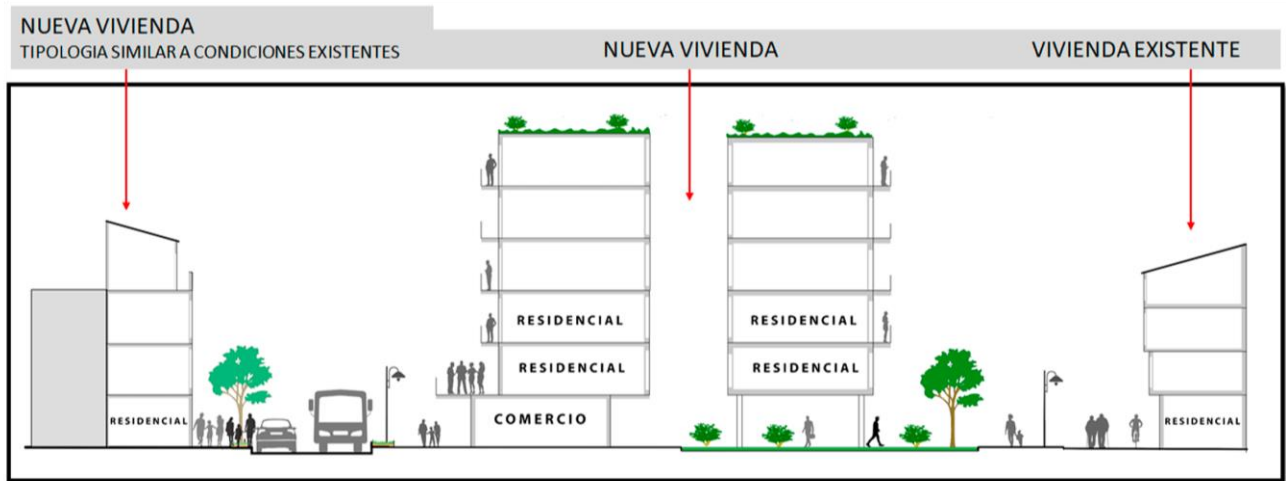 NUEVA VIVIENDA
TIPOLOGIA SIMILAR A CONDICIONES EXISTENTES
NUEVA VIVIENDA
VIVIENDA EXISTENTE
RESIDENCIAL
RESIDENCIAL
RESIDENCIAL
RESIDENCIAL
RESIDENCIAL
COMERCIO
RESIDENCIAL